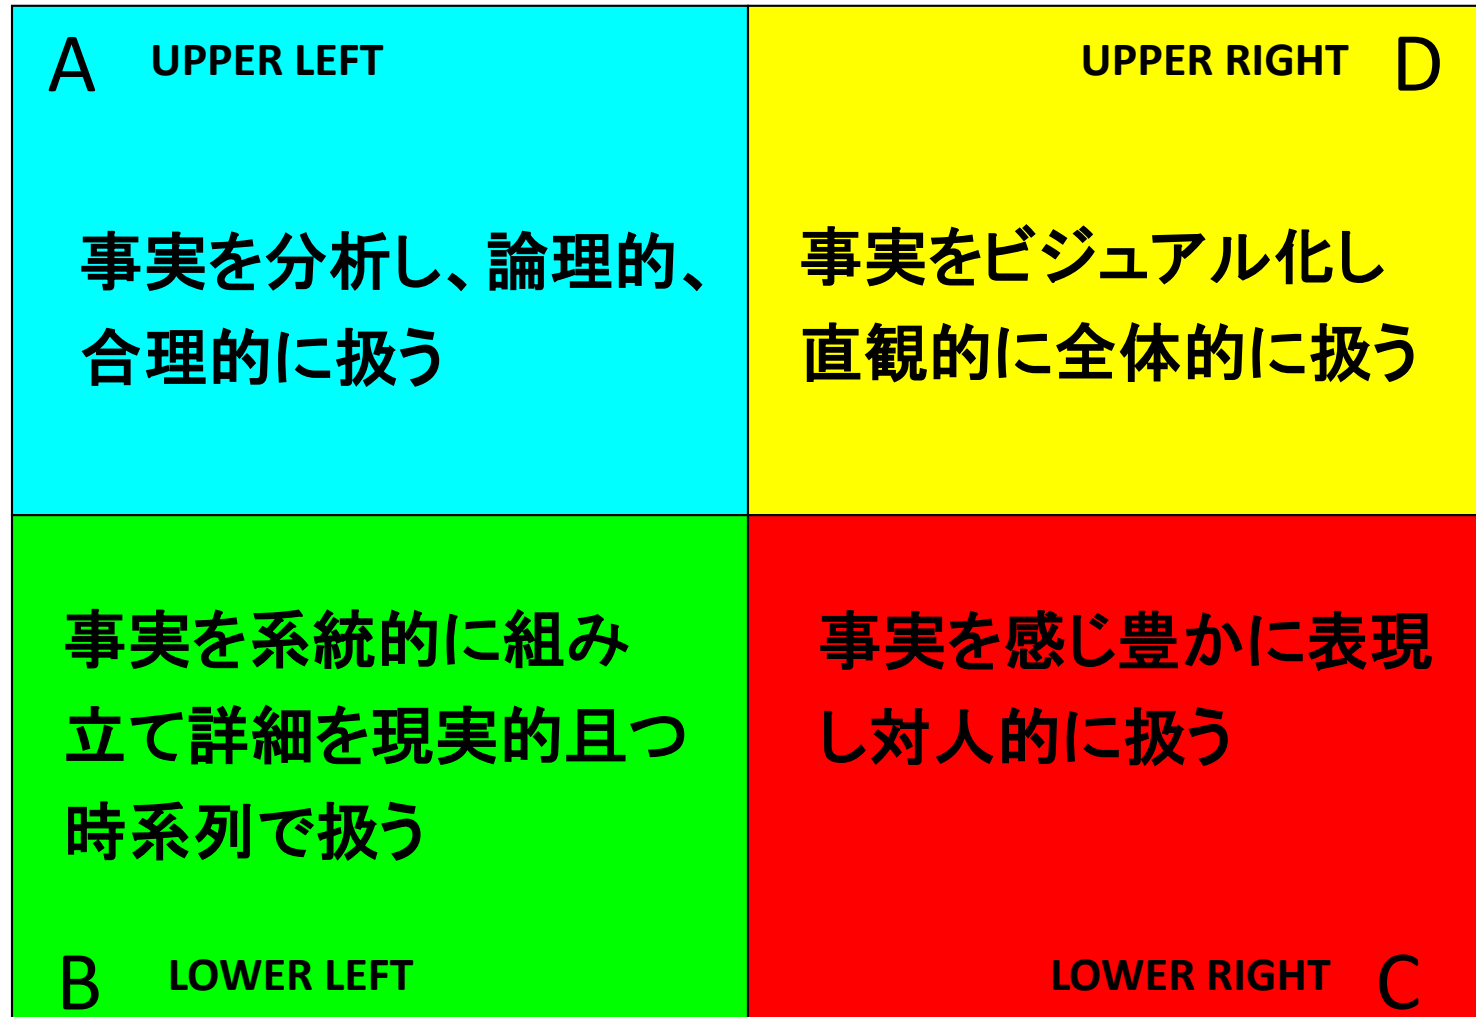 A UPPER LEFT
事実を分析し、論理的、
合理的に扱う
UPPER RIGHT D
事実をビジュアル化し
直観的に全体的に扱う
事実を系統的に組み
立て詳細を現実的且つ
時系列で扱う
B LOWER LEFT
事実を感じ豊かに表現
し対人的に扱う
LOWER RIGHT C